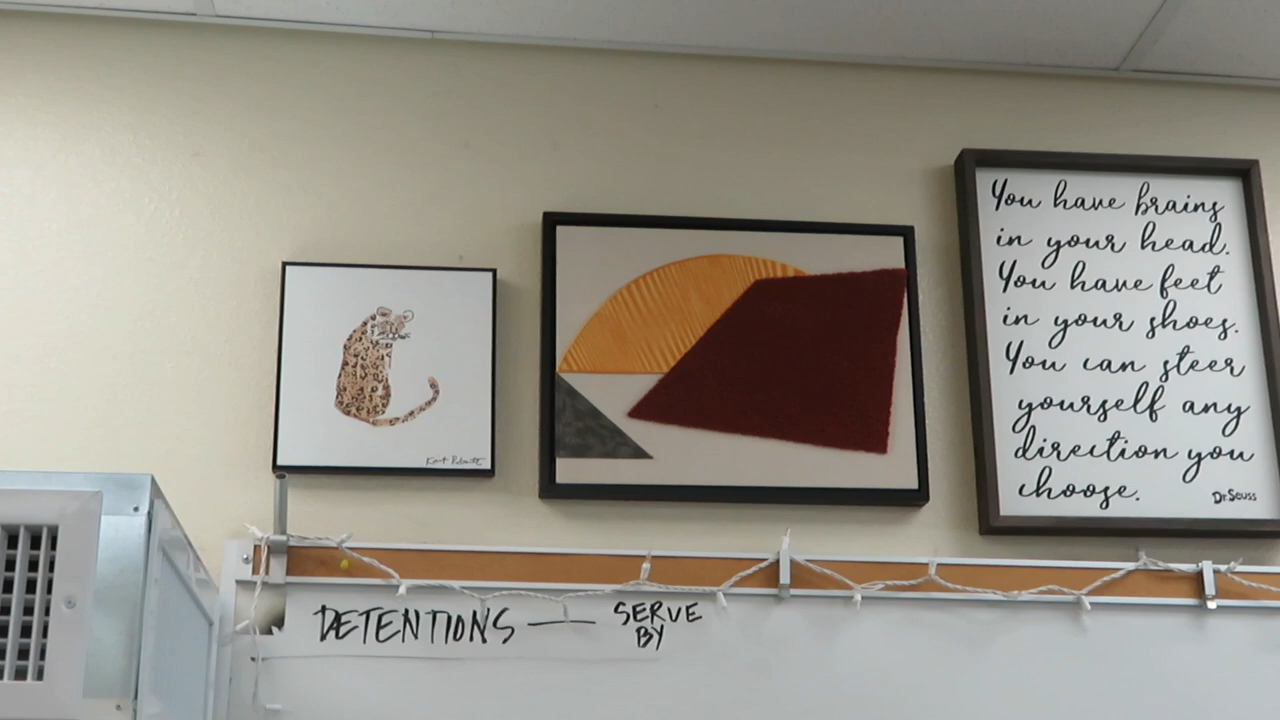 You have brains
in your head.
You have feet
in your shoes.
You can steer
yourself any
direction you
choose.
Dr Seuss
DETENTIONS — SERVE
BY